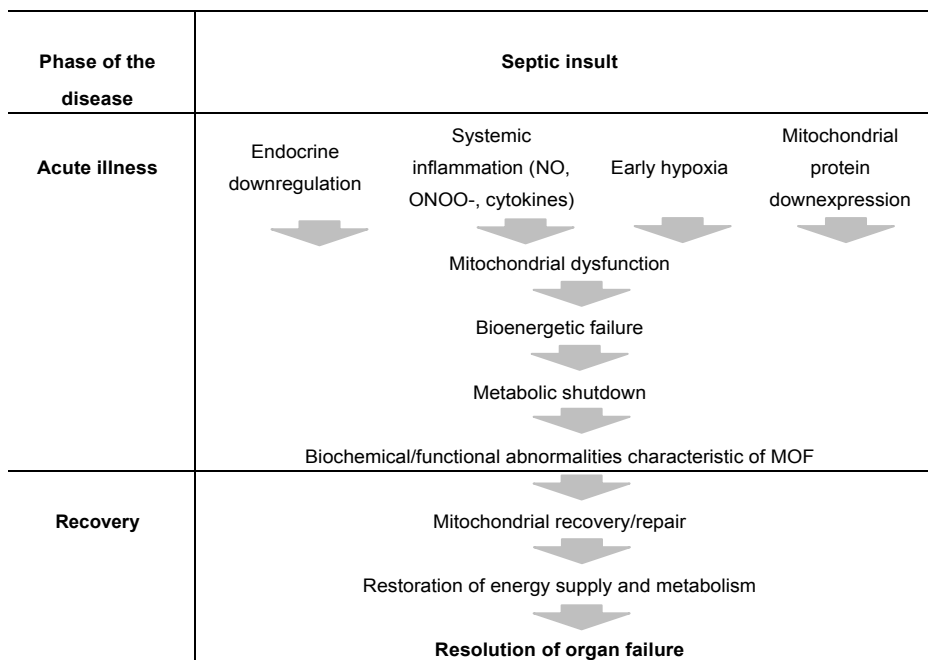 Phase of the
disease
Septic insult
Acute illness
Endocrine
downregulation
Systemic
inflammation (NO,
ONOO-, cytokines)
Early hypoxia
Mitochondrial
protein
downexpression
Mitochondrial dysfunction
Bioenergetic failure
Metabolic shutdown
Biochemical/functional abnormalities characteristic of MOF
Recovery
Mitochondrial recovery/repair
Restoration of energy supply and metabolism
Resolution of organ failure